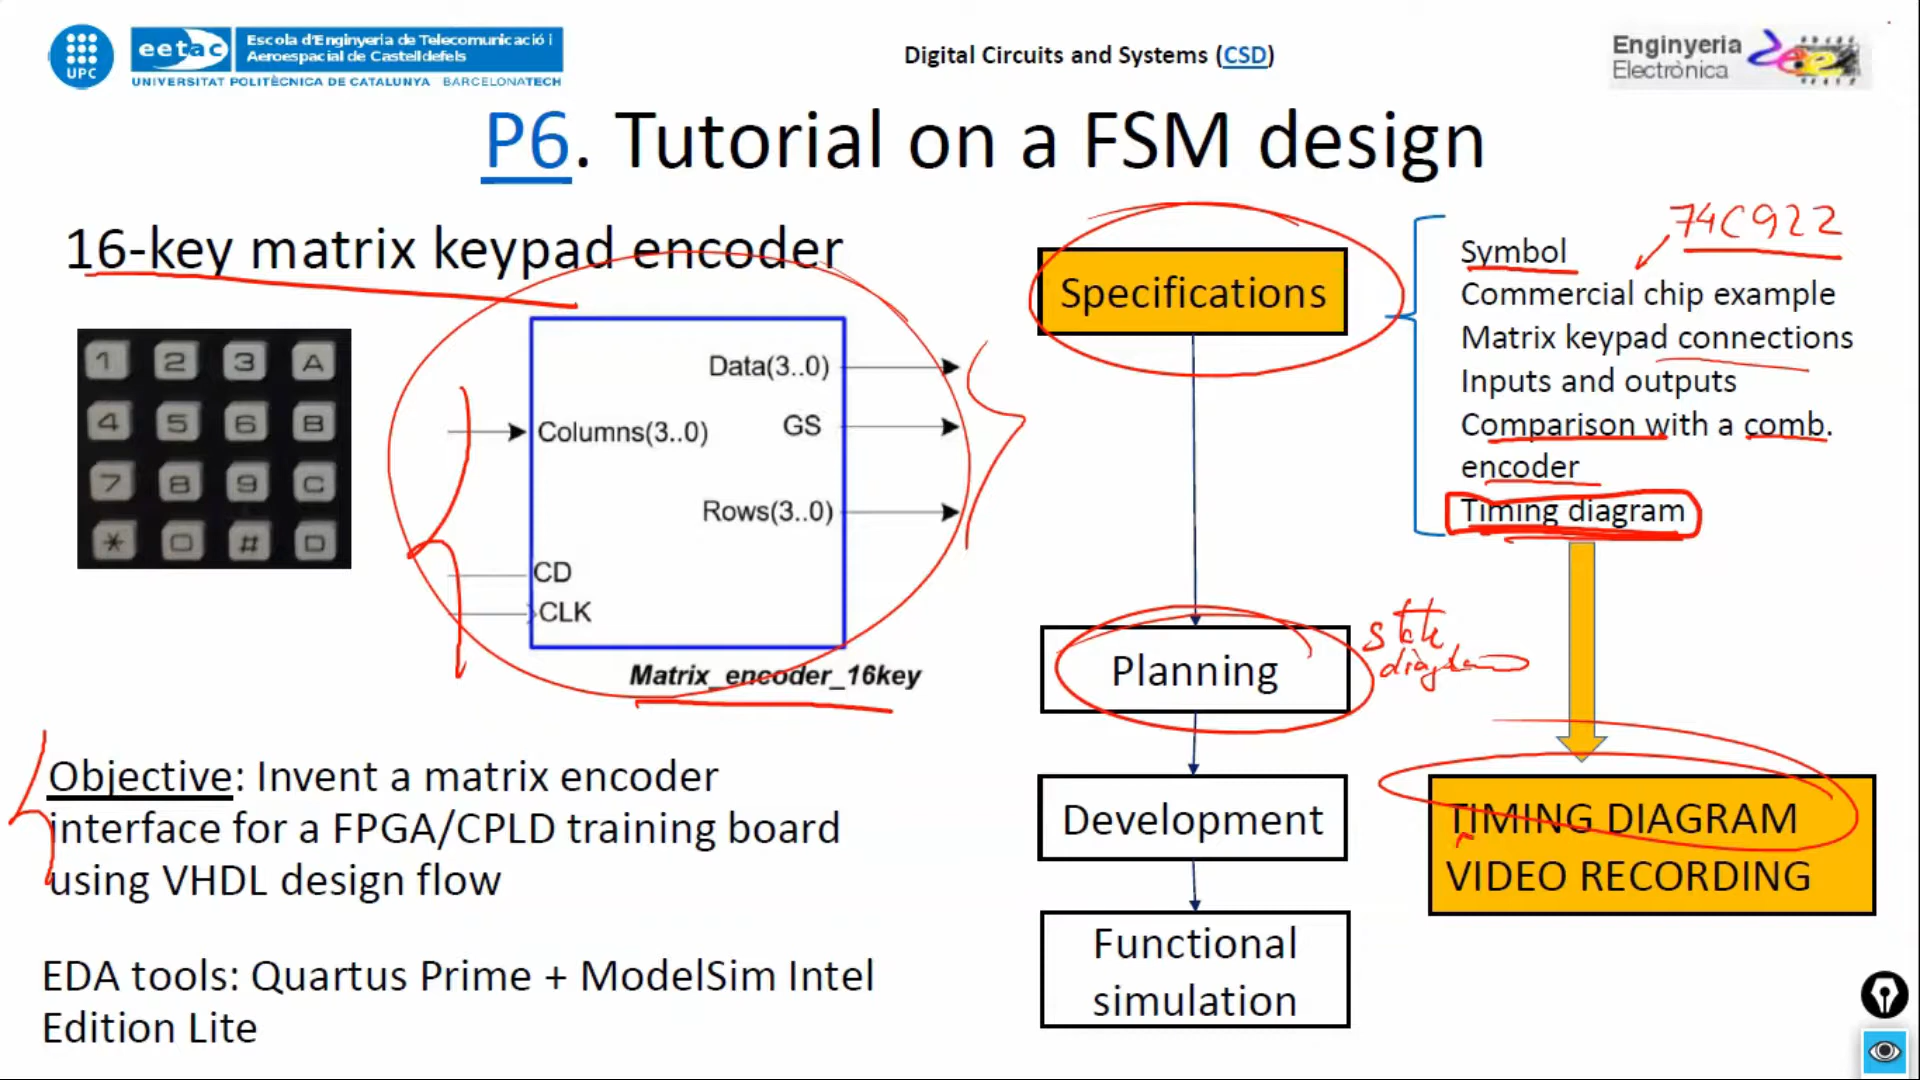 UPC
eetac
Escola d'Enginyeria de Telecomunicació i
Aeroespacial de Castelldefels
UNIVERSITAT POLITÈCNICA DE CATALUNYA BARCELONATECH
Digital Circuits and Systems (CSD)
Enginyeria
Electrònica
P6. Tutorial on a FSM design
16-key matrix keypad encoder
1 2 3 A
4 5 6 B
7 8 9 C
* 0 # D
Data(3..0)
Columns(3..0)
GS
Rows(3..0)
CD
CLK
Matrix_encoder_16key
Objective: Invent a matrix encoder
interface for a FPGA/CPLD training board
using VHDL design flow
EDA tools: Quartus Prime + ModelSim Intel
Edition Lite
Specifications
Planning
state
diagram
Development
Functional
simulation
74C922
Symbol
Commercial chip example
Matrix keypad connections
Inputs and outputs
Comparison with a comb.
encoder
Timing diagram
TIMING DIAGRAM
VIDEO RECORDING